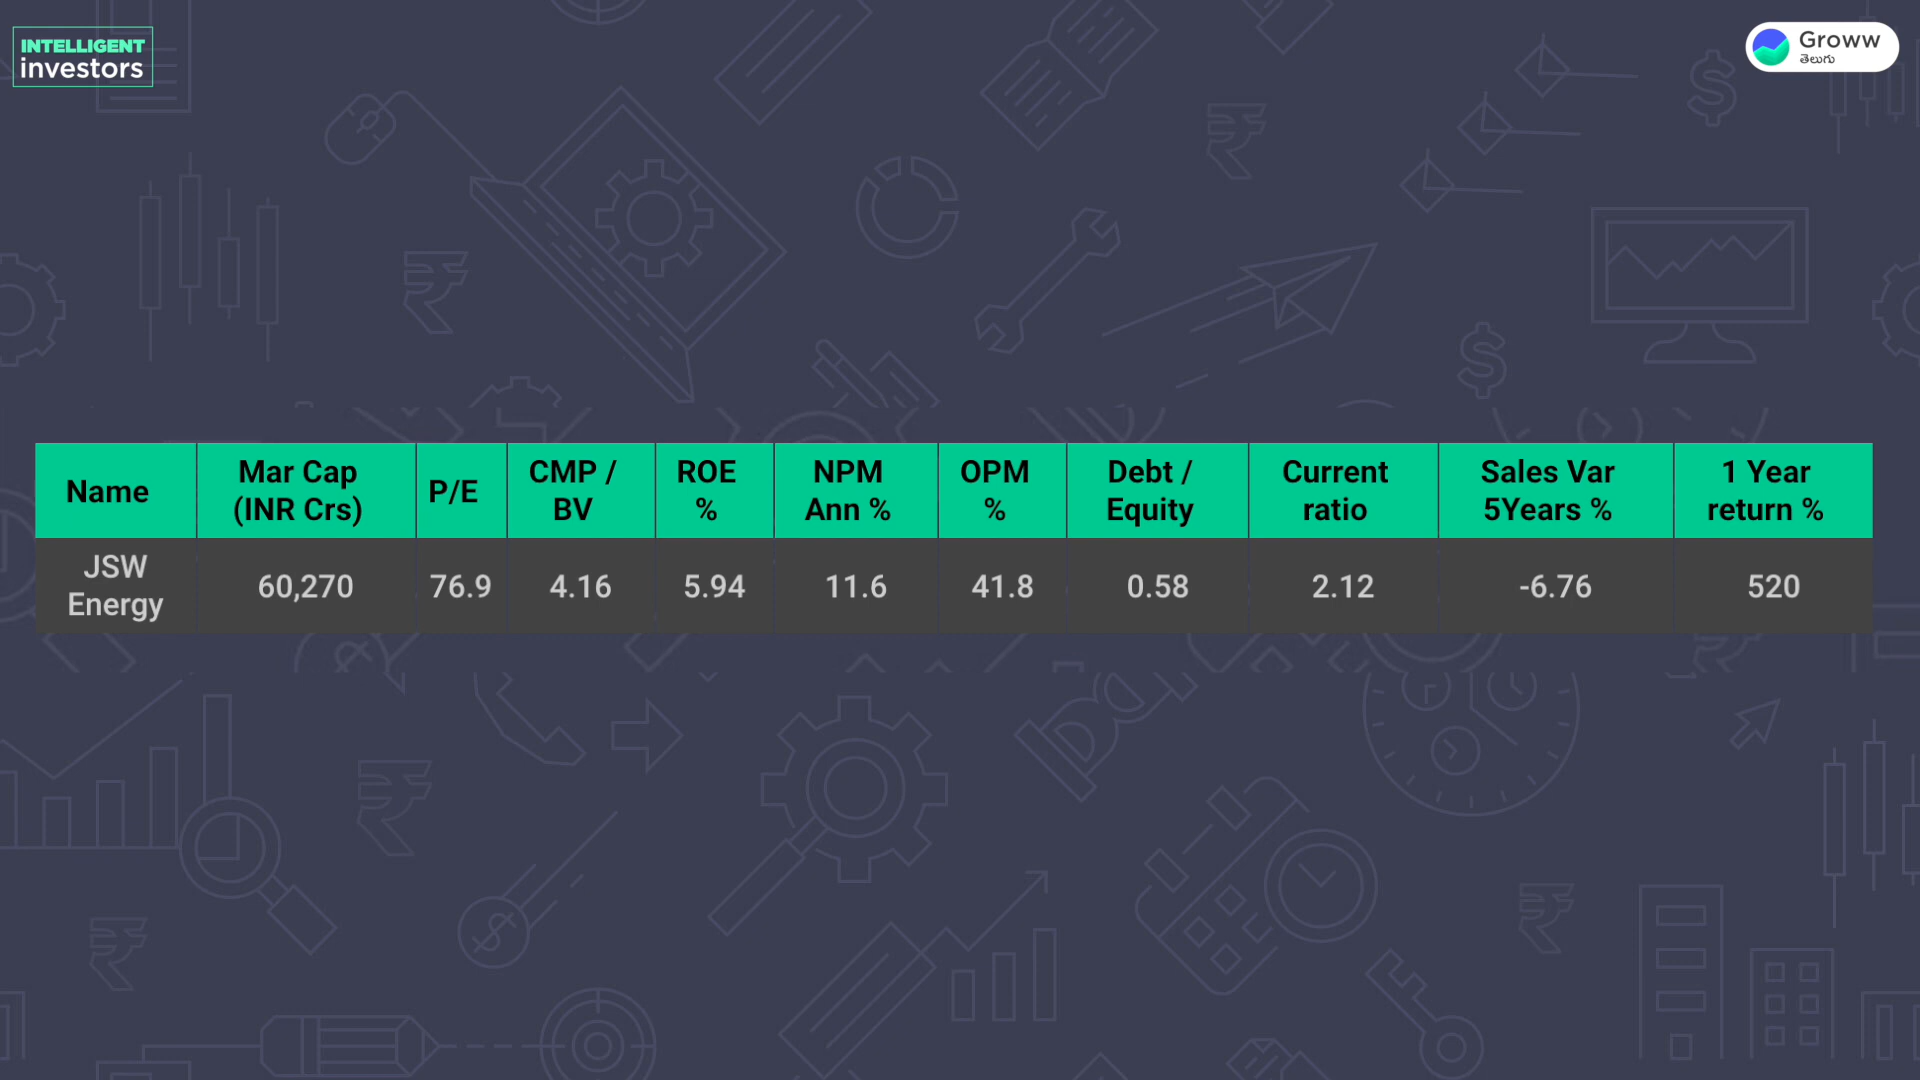 INTELLIGENT
investors
Groww
తెలుగు
Name
Mar Cap
(INR Crs)
P/E
CMP /
BV
ROE
%
NPM
Ann %
OPM
%
Debt /
Equity
Current
ratio
Sales Var
5Years %
1 Year
return %
JSW
Energy
60,270
76.9
4.16
5.94
11.6
41.8
0.58
2.12
-6.76
520